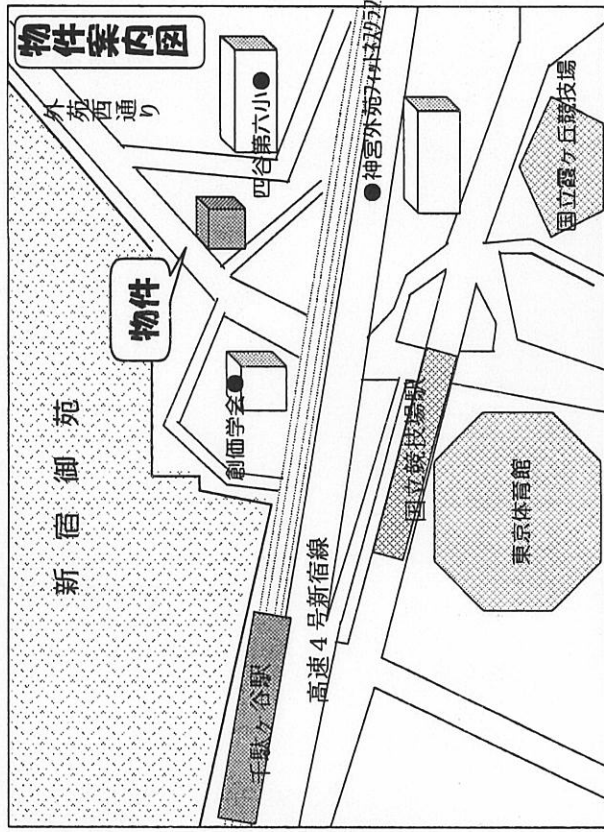 物件案内図
外苑西通り
四谷第六小
神宮外苑フィットネスクラブ
国立霞ヶ丘競技場
物件
創価学会
新宿御苑
国立競技場駅
東京体育館
高速4号新宿線
千駄ヶ谷駅